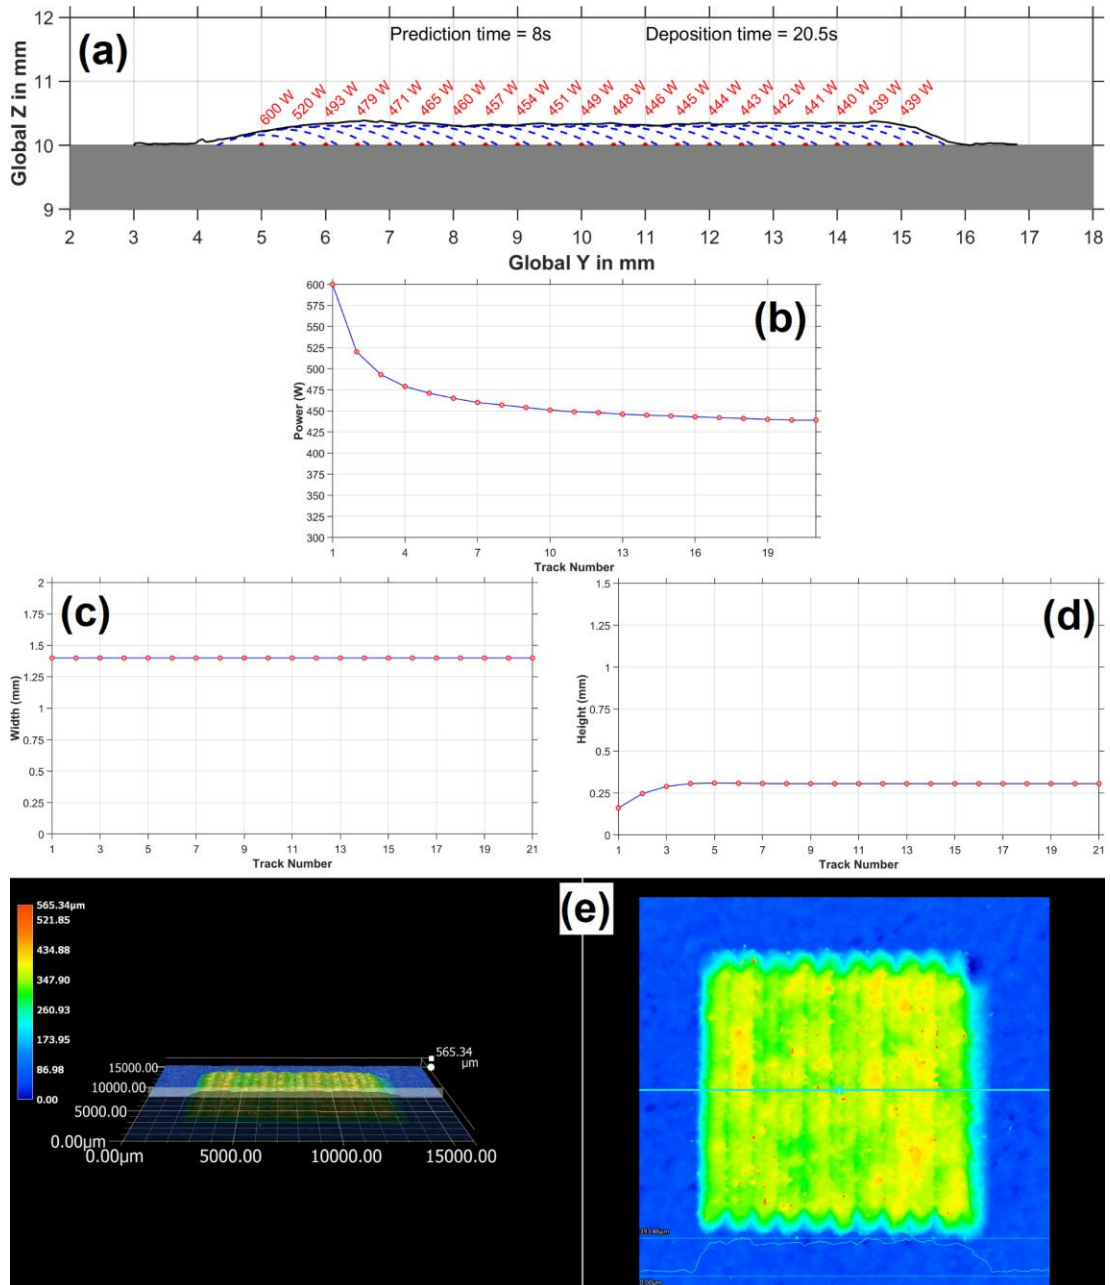 (a)
Prediction time = 8s Deposition time = 20.5s
600 W 520 W 493 W 479 W 471 W 465 W 460 W 457 W 454 W 451 W 449 W 448 W 446 W 445 W 444 W 443 W 442 W 441 W 440 W 439 W 439 W
Global Z in mm
12
11
10
9
2 3 4 5 6 7 8 9 10 11 12 13 14 15 16 17 18
Global Y in mm
(b)
Power (W)
600
575
550
525
500
475
450
425
400
375
350
325
300
1 4 7 10 13 16 19
Track Number
(c)
Width (mm)
2
1.75
1.5
1.25
1
0.75
0.5
0.25
0
1 3 5 7 9 11 13 15 17 19 21
Track Number
(d)
Height (mm)
1.5
1.25
1
0.75
0.5
0.25
0
1 3 5 7 9 11 13 15 17 19 21
Track Number
(e)
565.34µm
521.85
434.88
347.90
260.93
173.95
86.98
0.00
565.34
µm
15000.00
10000.00
5000.00
0.00µm
0.00µm 5000.00 10000.00 15000.00
0.00µm